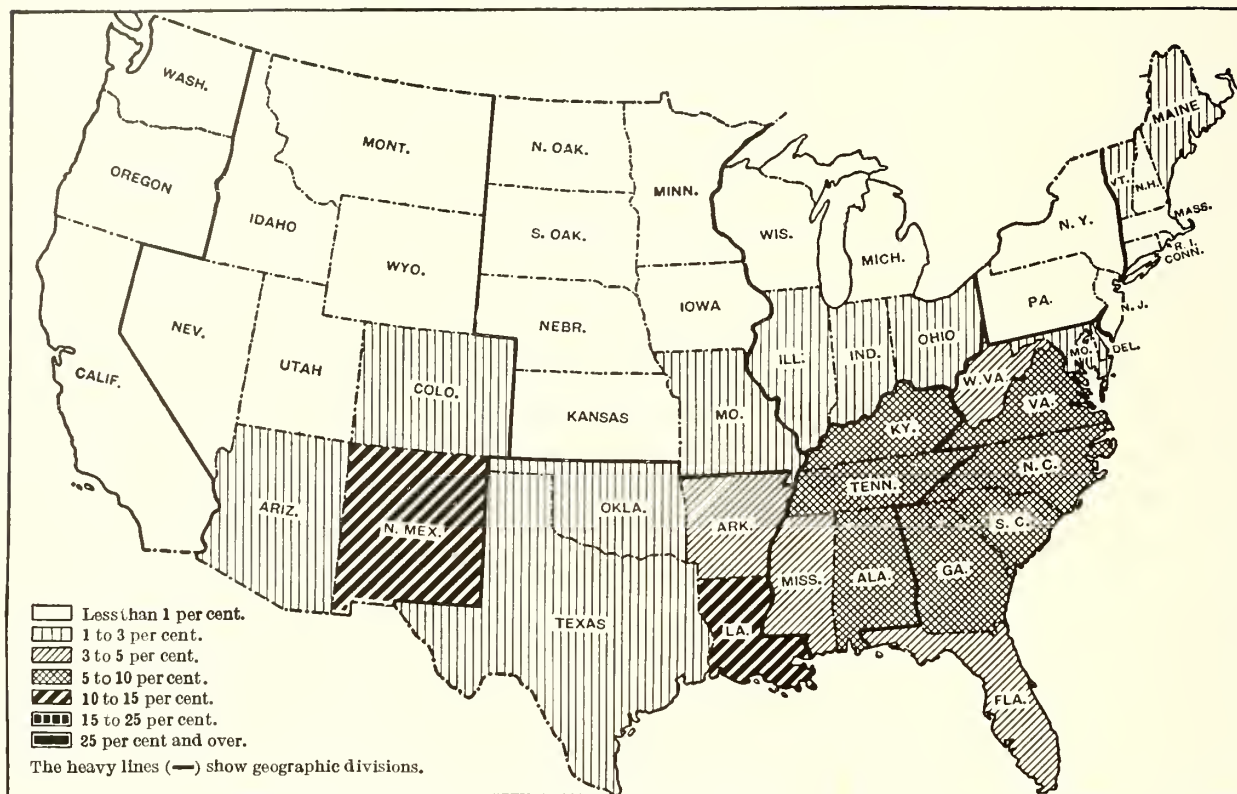 WASH.
MONT.
N. OAK.
MINN.
MAINE
OREGON
IDAHO
S. OAK.
WIS.
MICH.
N.Y.
VT.
N.H.
MASS.
R. I.
CONN.
WYO.
IOWA
PA.
N. J.
NEV.
NEBR.
ILL.
IND.
OHIO
MO.
DEL.
CALIF.
UTAH
COLO.
KANSAS
MO.
W. VA.
VA.
KY.
ARIZ.
N. MEX.
OKLA.
ARK.
TENN.
N. C.
S. C.
TEXAS
LA.
MISS.
ALA.
GA.
FLA.
Less than 1 per cent.
1 to 3 per cent.
3 to 5 per cent.
5 to 10 per cent.
10 to 15 per cent.
15 to 25 per cent.
25 per cent and over.
The heavy lines (—) show geographic divisions.